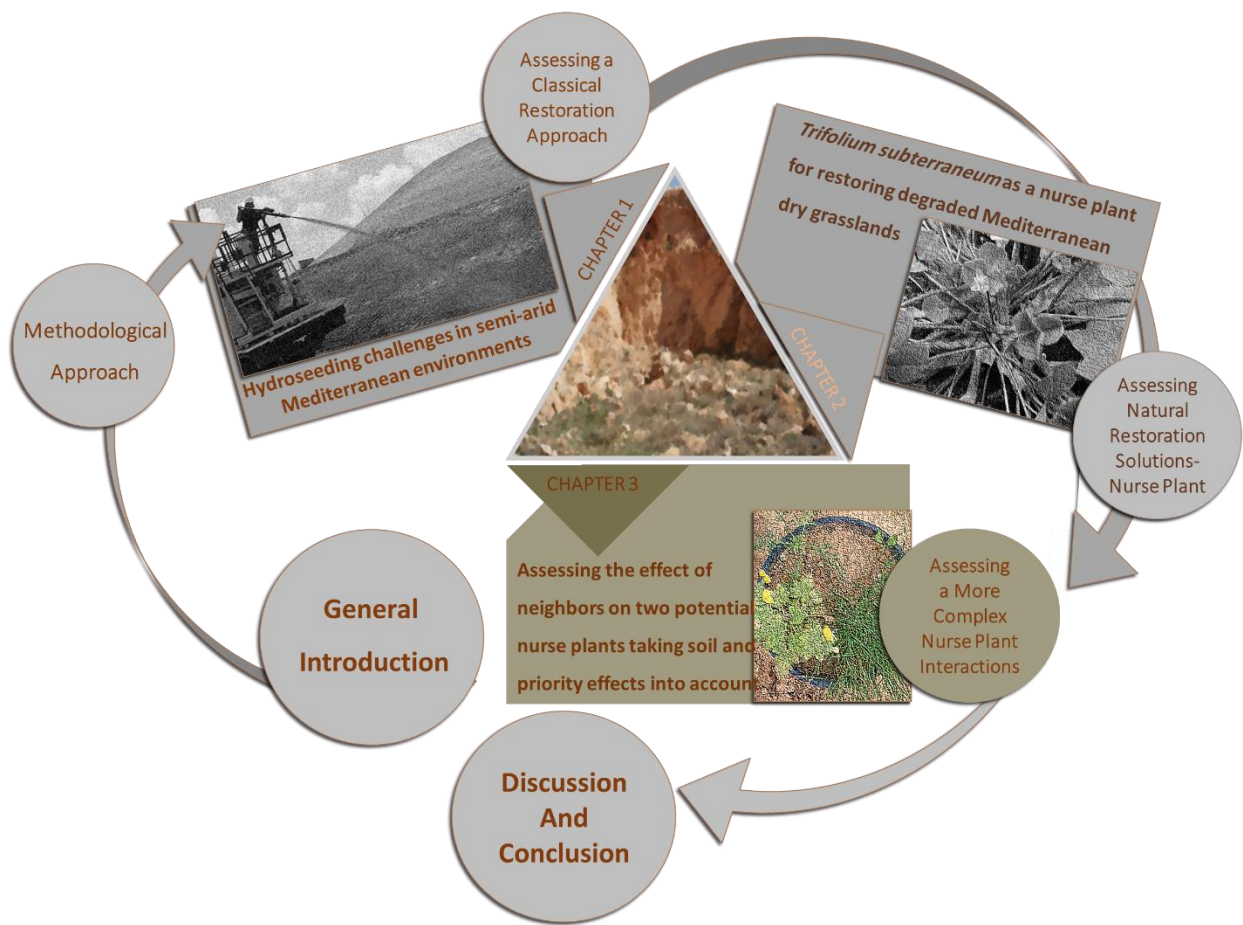 General
Introduction
Methodological
Approach
Assessing a
Classical
Restoration
Approach
CHAPTER 1
Hydroseeding challenges in semi-arid
Mediterranean environments
Trifolium subterraneum as a nurse plant
for restoring degraded Mediterranean
dry grasslands
CHAPTER 2
Assessing
Natural
Restoration
Solutions-
Nurse Plant
CHAPTER 3
Assessing the effect of
neighbors on two potential
nurse plants taking soil and
priority effects into account
Assessing
a More
Complex
Nurse Plant
Interactions
Discussion
And
Conclusion